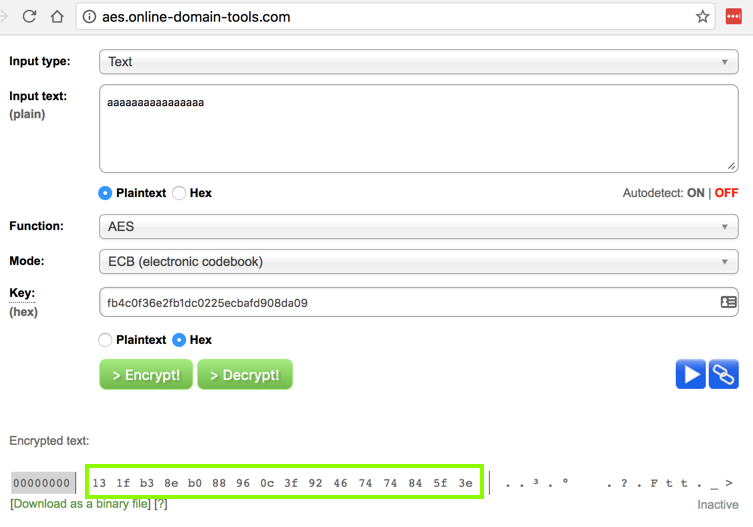 aes.online-domain-tools.com
Input type: Text
Input text: aaaaaaaaaaaaaaaa
(plain)
Plaintext Hex Autodetect: ON | OFF
Function: AES
Mode: ECB (electronic codebook)
Key: fb4c0f36e2fb1dc0225ecbafd908da09
(hex)
Plaintext Hex
> Encrypt! > Decrypt!
Encrypted text:
00000000 13 1f b3 8e b0 88 96 0c 3f 92 46 74 74 84 5f 3e . . ³ . ° . ? . F t t . _ >
[Download as a binary file] [?] Inactive